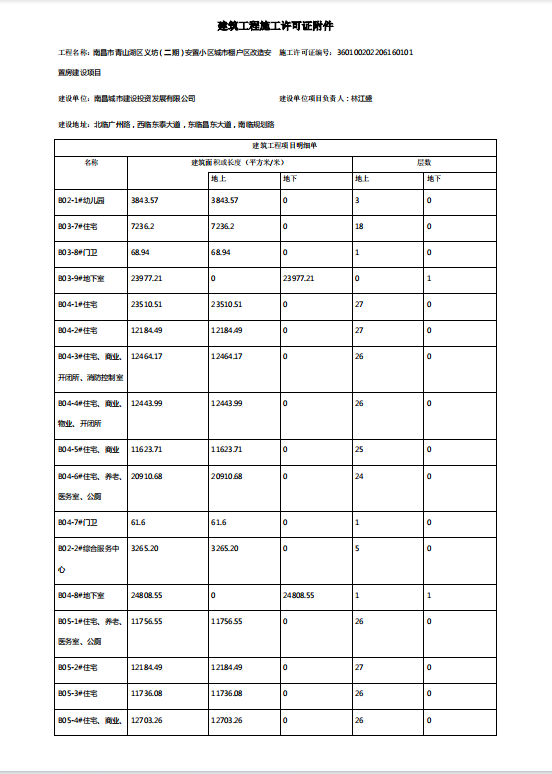 建筑工程施工许可证附件
工程名称：南昌市青山湖区义坊（二期）安置小区城市棚户区改造安 施工许可证编号：360100202206160101
置房建设项目
建设单位：南昌城市建设投资发展有限公司 建设单位项目负责人：林江盛
建设地址：北临广州路，西临东泰大道，东临昌东大道，南临规划路
建筑工程项目明细单
名称 建筑面积或长度（平方米/米） 层数
地上 地下 地上 地下
B02-1#幼儿园 3843.57 3843.57 0 3 0
B03-7#住宅 7236.2 7236.2 0 18 0
B03-8#门卫 68.94 68.94 0 1 0
B03-9#地下室 23977.21 0 23977.21 0 1
B04-1#住宅 23510.51 23510.51 0 27 0
B04-2#住宅 12184.49 12184.49 0 27 0
B04-3#住宅、商业、 12464.17 12464.17 0 26 0
开闭所、消防控制室
B04-4#住宅、商业、 12443.99 12443.99 0 26 0
物业、开闭所
B04-5#住宅、商业 11623.71 11623.71 0 25 0
B04-6#住宅、养老、 20910.68 20910.68 0 24 0
医务室、公厕
B04-7#门卫 61.6 61.6 0 1 0
B02-2#综合服务中 3265.20 3265.20 0 5 0
心
B04-8#地下室 24808.55 0 24808.55 1 1
B05-1#住宅、养老、 11756.55 11756.55 0 26 0
医务室、公厕
B05-2#住宅 12184.49 12184.49 0 27 0
B05-3#住宅 11736.08 11736.08 0 26 0
B05-4#住宅、商业、 12703.26 12703.26 0 26 0